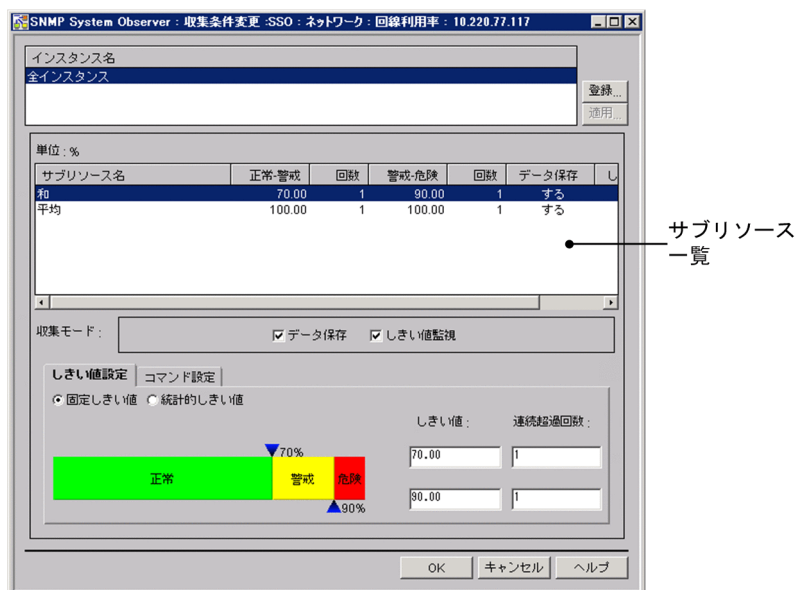 SNMP System Observer : 収集条件変更 :SSO : ネットワーク : 回線利用率 : 10.220.77.117
インスタンス名
全インスタンス
登録...
適用...
単位 : %
サブリソース名 正常-警戒 回数 警戒-危険 回数 データ保存 し
和 70.00 1 90.00 1 する
平均 100.00 1 100.00 1 する
サブリソース
一覧
収集モード : データ保存 しきい値監視
しきい値設定 コマンド設定
固定しきい値 統計的しきい値
しきい値 : 連続超過回数 :
70%
70.00 1
正常 警戒 危険
90.00 1
90%
OK キャンセル ヘルプ